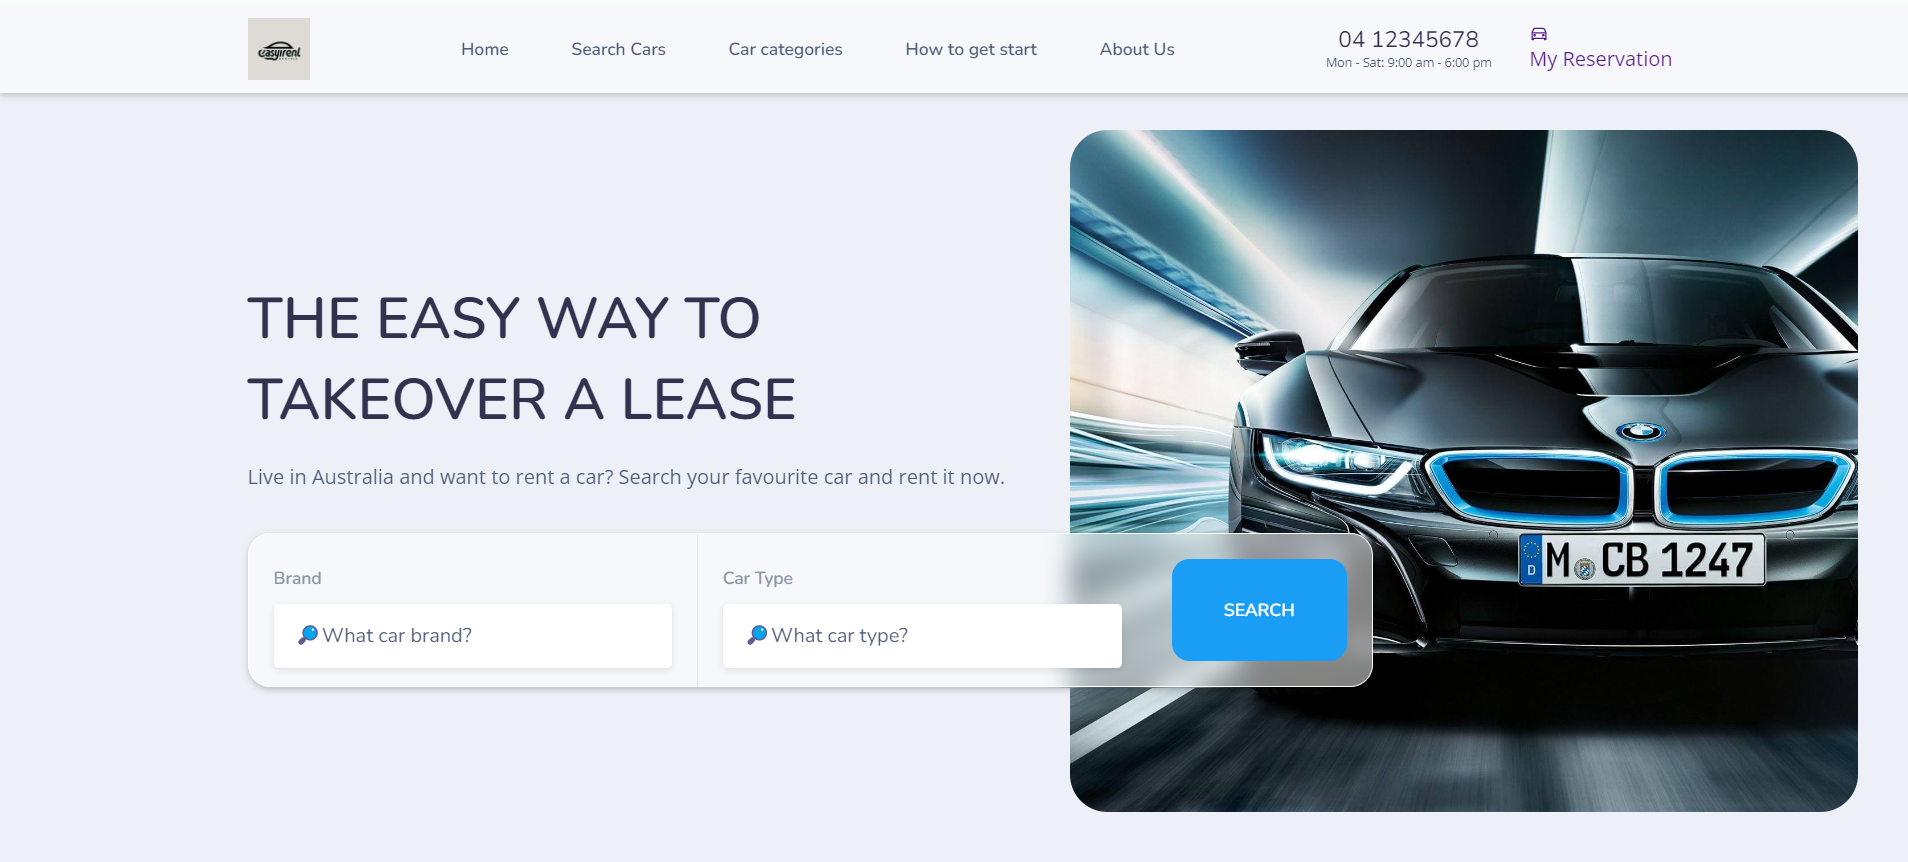 easyirent
Home
Search Cars
Car categories
How to get start
About Us
04 12345678
Mon - Sat: 9:00 am - 6:00 pm
My Reservation
THE EASY WAY TO
TAKEOVER A LEASE
Live in Australia and want to rent a car? Search your favourite car and rent it now.
Brand
What car brand?
Car Type
What car type?
SEARCH
BMW
D
M CB 1247